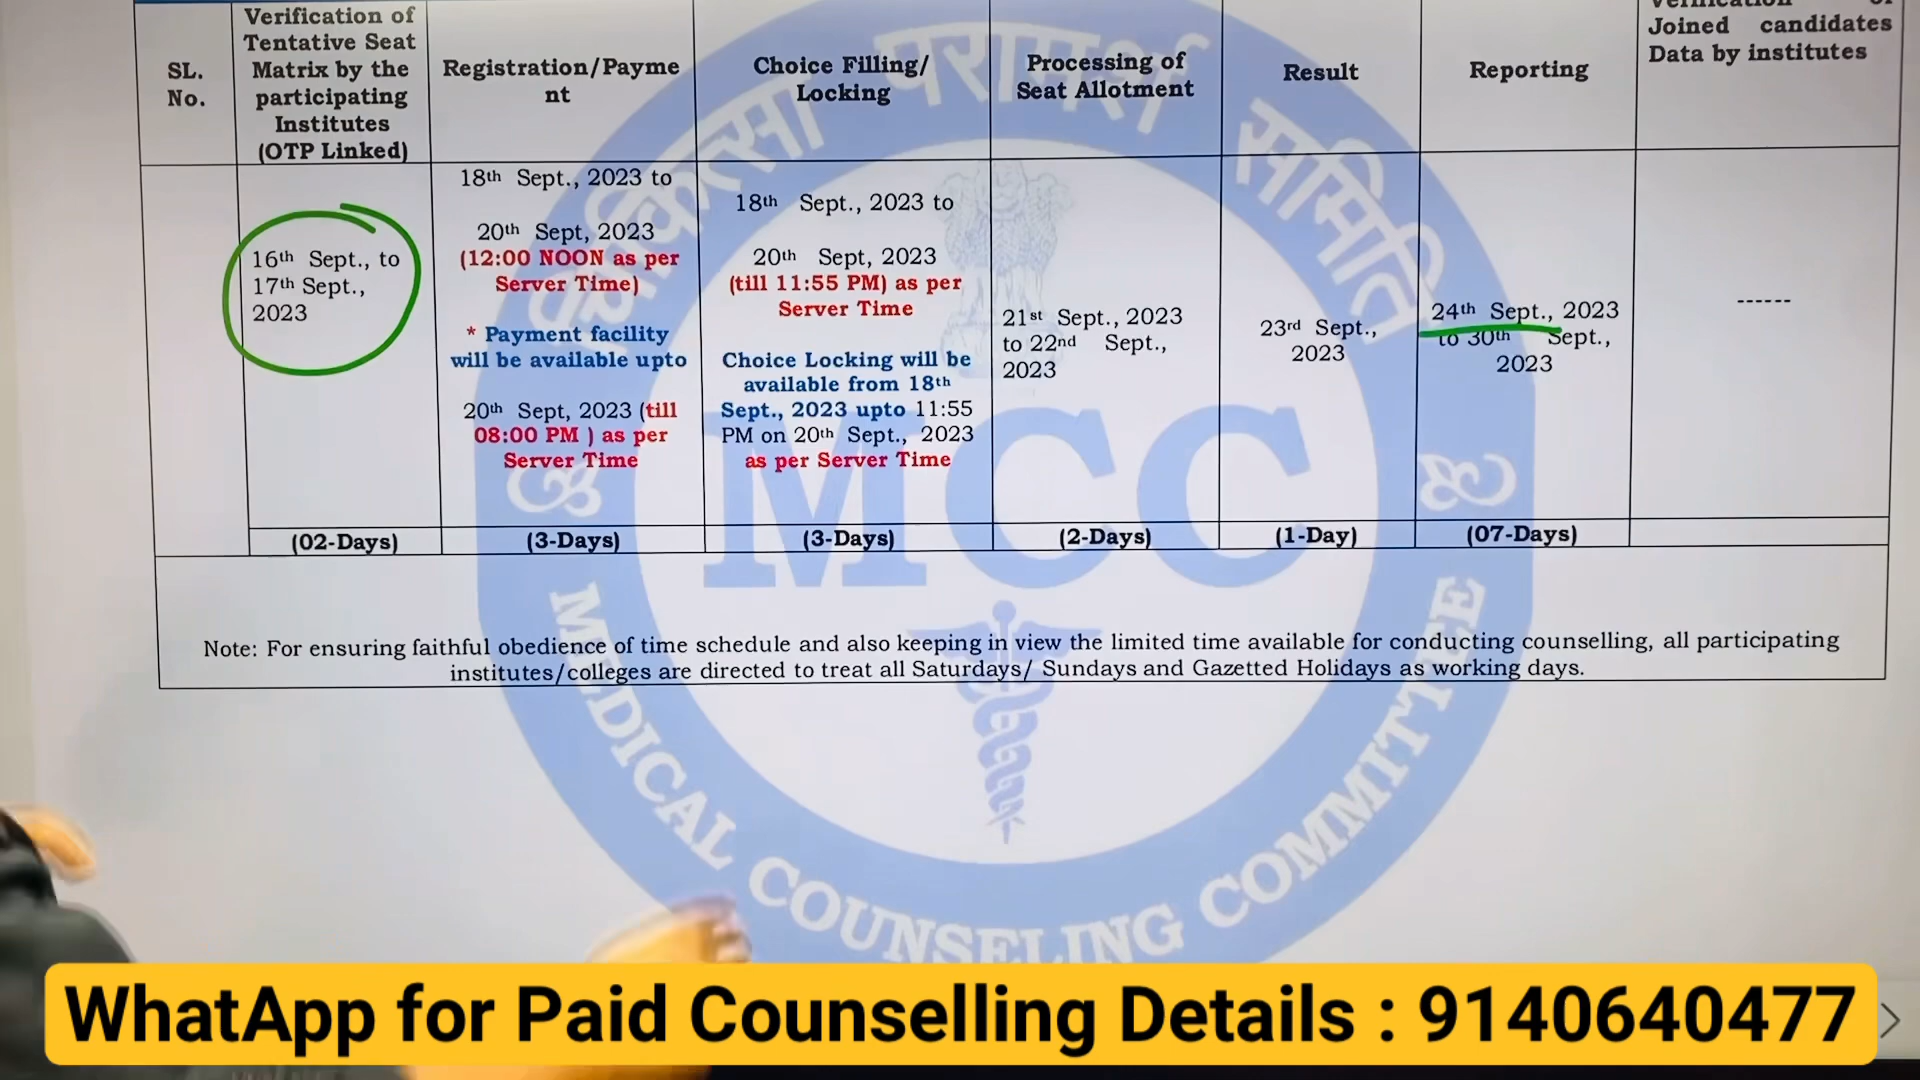 SL.
No.
Verification of
Tentative Seat
Matrix by the
participating
Institutes
(OTP Linked)
Registration/Payme
nt
Choice Filling/
Locking
Processing of
Seat Allotment
Result
Reporting
Verification of
Joined candidates
Data by institutes
16th Sept., to
17th Sept.,
2023
18th Sept., 2023 to
20th Sept, 2023
(12:00 NOON as per
Server Time)
* Payment facility
will be available upto
20th Sept, 2023 (till
08:00 PM ) as per
Server Time
18th Sept., 2023 to
20th Sept, 2023
(till 11:55 PM) as per
Server Time
Choice Locking will be
available from 18th
Sept., 2023 upto 11:55
PM on 20th Sept., 2023
as per Server Time
21st Sept., 2023
to 22nd Sept.,
2023
23rd Sept.,
2023
24th Sept., 2023
to 30th Sept.,
2023
------
(02-Days)
(3-Days)
(3-Days)
(2-Days)
(1-Day)
(07-Days)
Note: For ensuring faithful obedience of time schedule and also keeping in view the limited time available for conducting counselling, all participating
institutes/colleges are directed to treat all Saturdays/ Sundays and Gazetted Holidays as working days.
चिकित्सा परामर्श समिति
MCC
MEDICAL COUNSELING COMMITTEE
WhatApp for Paid Counselling Details : 9140640477